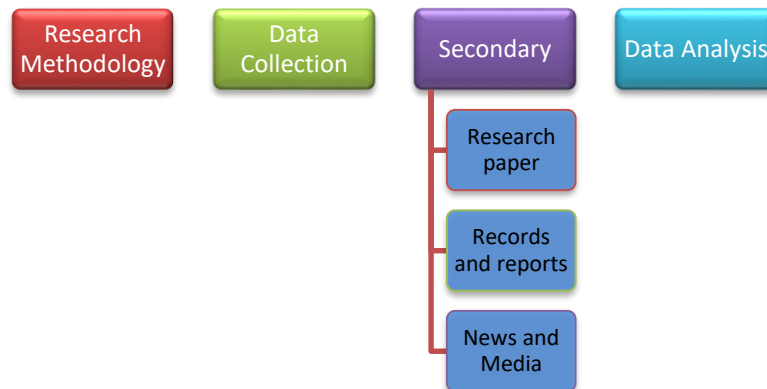 Research
Methodology
Data
Collection
Secondary
Data Analysis
Research
paper
Records
and reports
News and
Media